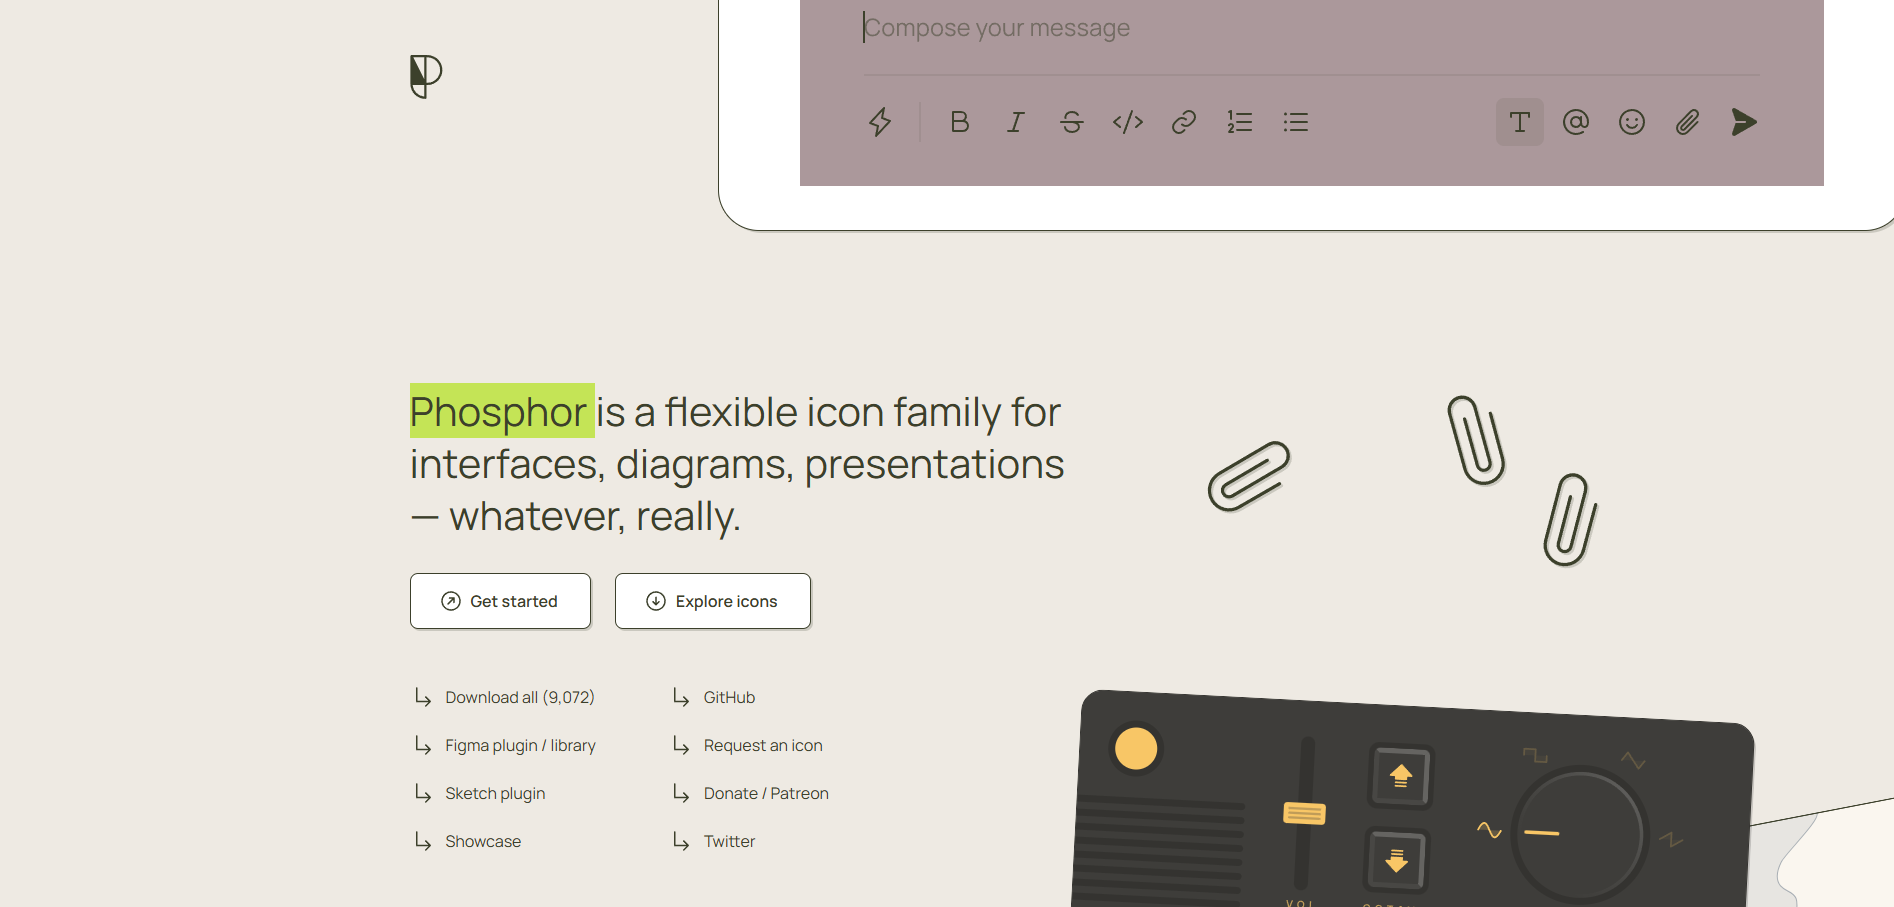 Compose your message
Phosphor is a flexible icon family for
interfaces, diagrams, presentations
— whatever, really.
Get started
Explore icons
Download all (9,072)
GitHub
Figma plugin / library
Request an icon
Sketch plugin
Donate / Patreon
Showcase
Twitter
VOL